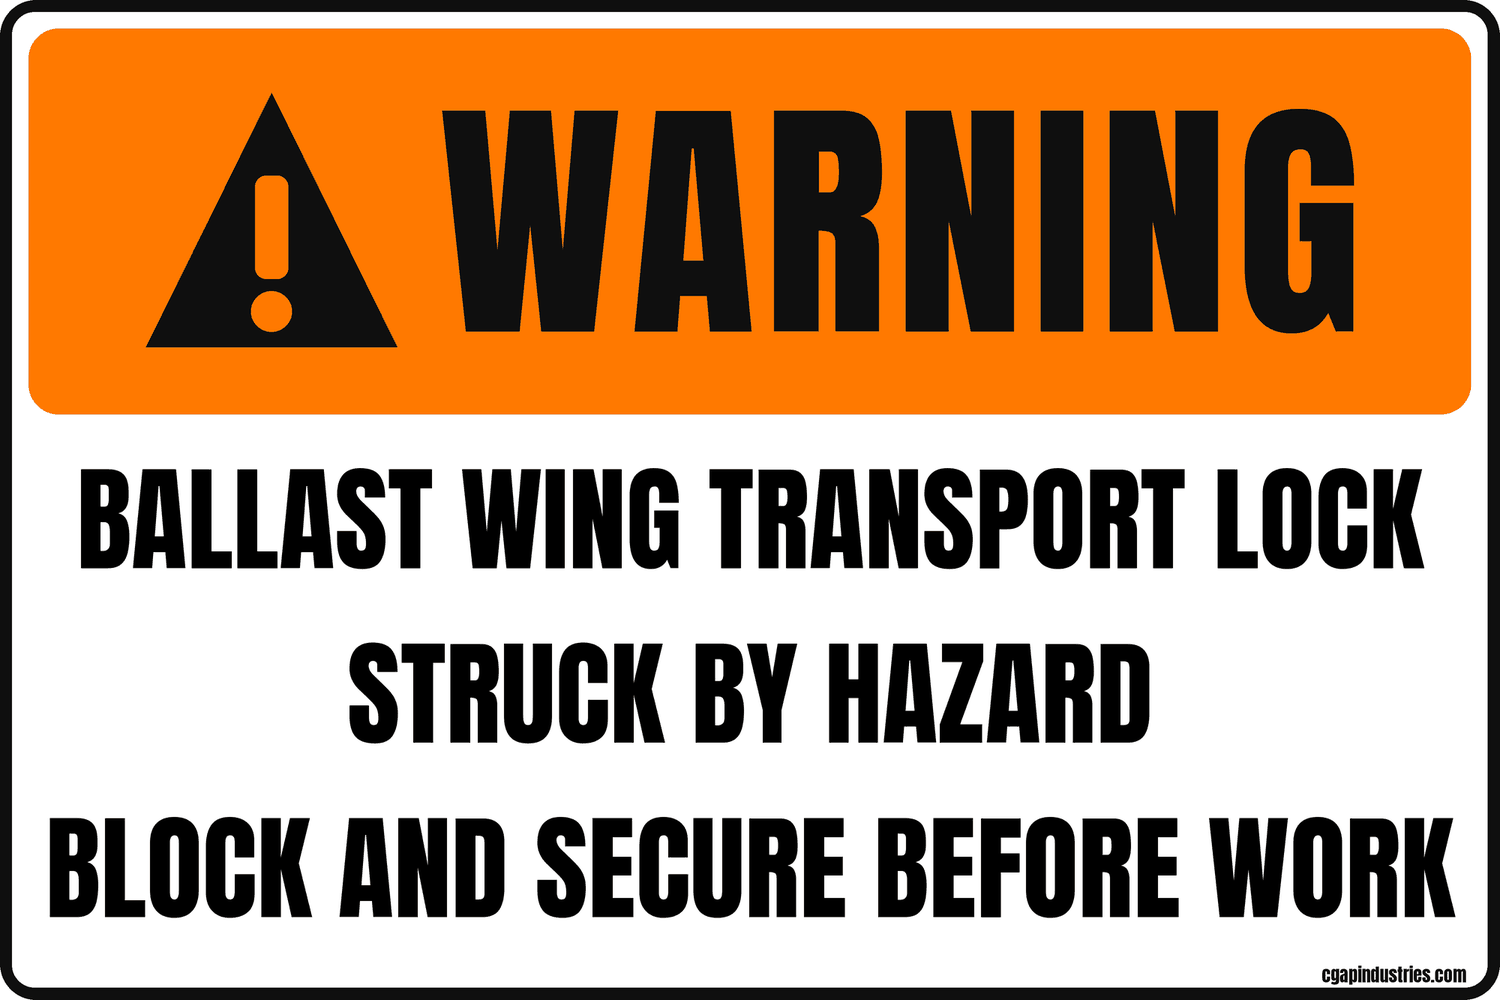 WARNING
BALLAST WING TRANSPORT LOCK
STRUCK BY HAZARD
BLOCK AND SECURE BEFORE WORK
cgapindustries.com